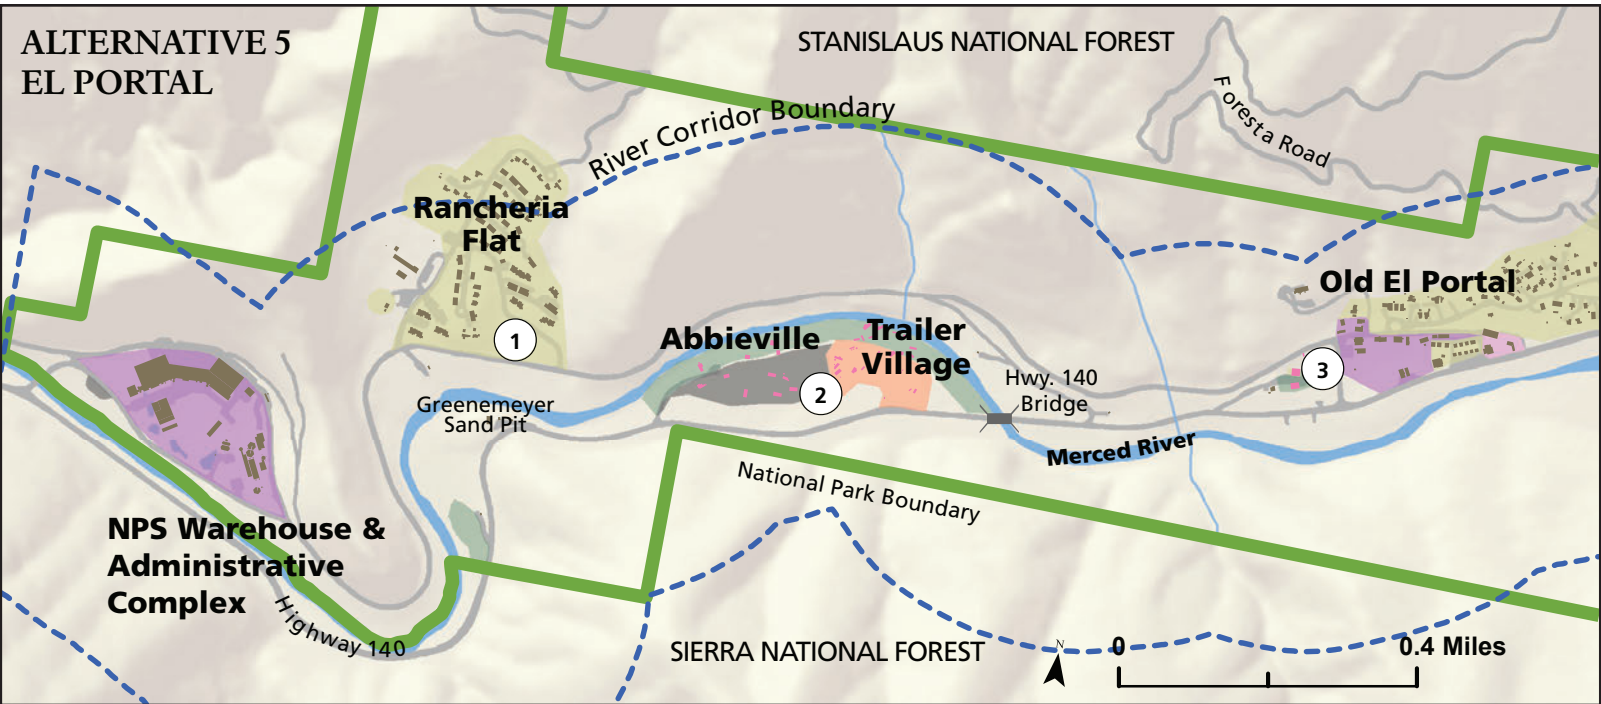 ALTERNATIVE 5
EL PORTAL
STANISLAUS NATIONAL FOREST
River Corridor Boundary
Foresta Road
Rancheria
Flat
1
Old El Portal
Abbieville
Trailer
Village
2
3
Hwy. 140
Bridge
Greenemeyer
Sand Pit
Merced River
National Park Boundary
NPS Warehouse &
Administrative
Complex
Highway 140
SIERRA NATIONAL FOREST
N
0
0.4 Miles